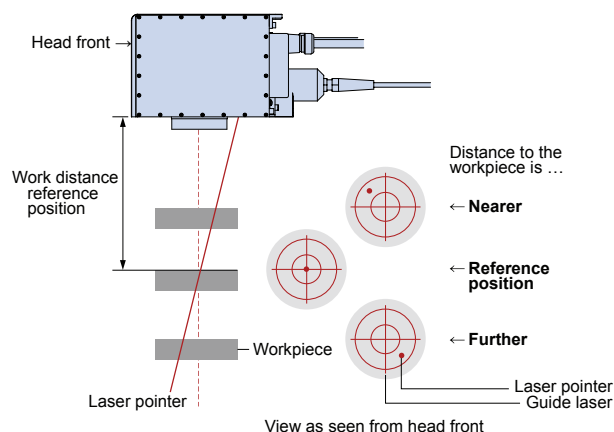 Head front
Work distance
reference
position
Distance to the
workpiece is …
← Nearer
← Reference
position
← Further
Workpiece
Laser pointer
Laser pointer
Guide laser
View as seen from head front